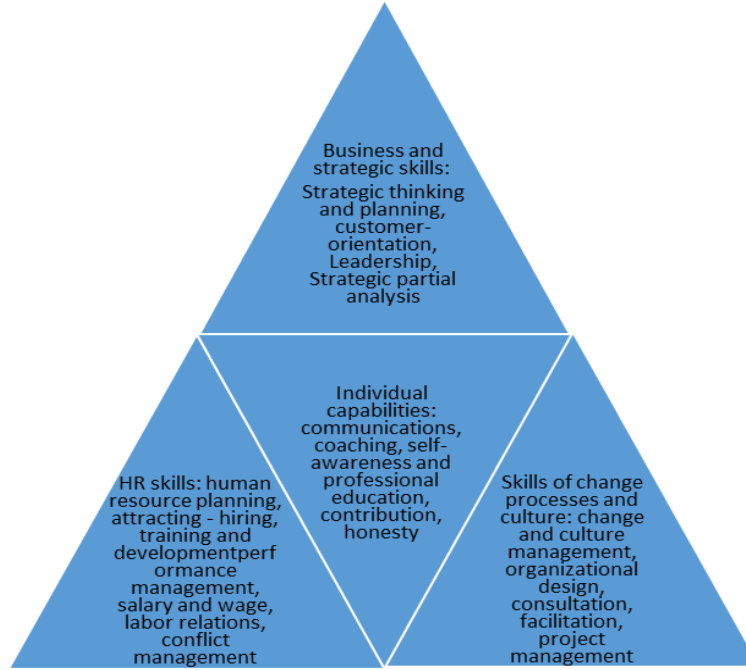 Business and
strategic skills:
Strategic thinking
and planning,
customer-
orientation,
Leadership,
Strategic partial
analysis
Individual
capabilities:
communications,
coaching, self-
awareness and
professional
education,
contribution,
honesty
HR skills: human
resource planning,
attracting - hiring,
training and
developmentperf
ormance
management,
salary and wage,
labor relations,
conflict
management
Skills of change
processes and
culture: change
and culture
management,
organizational
design,
consultation,
facilitation,
project
management